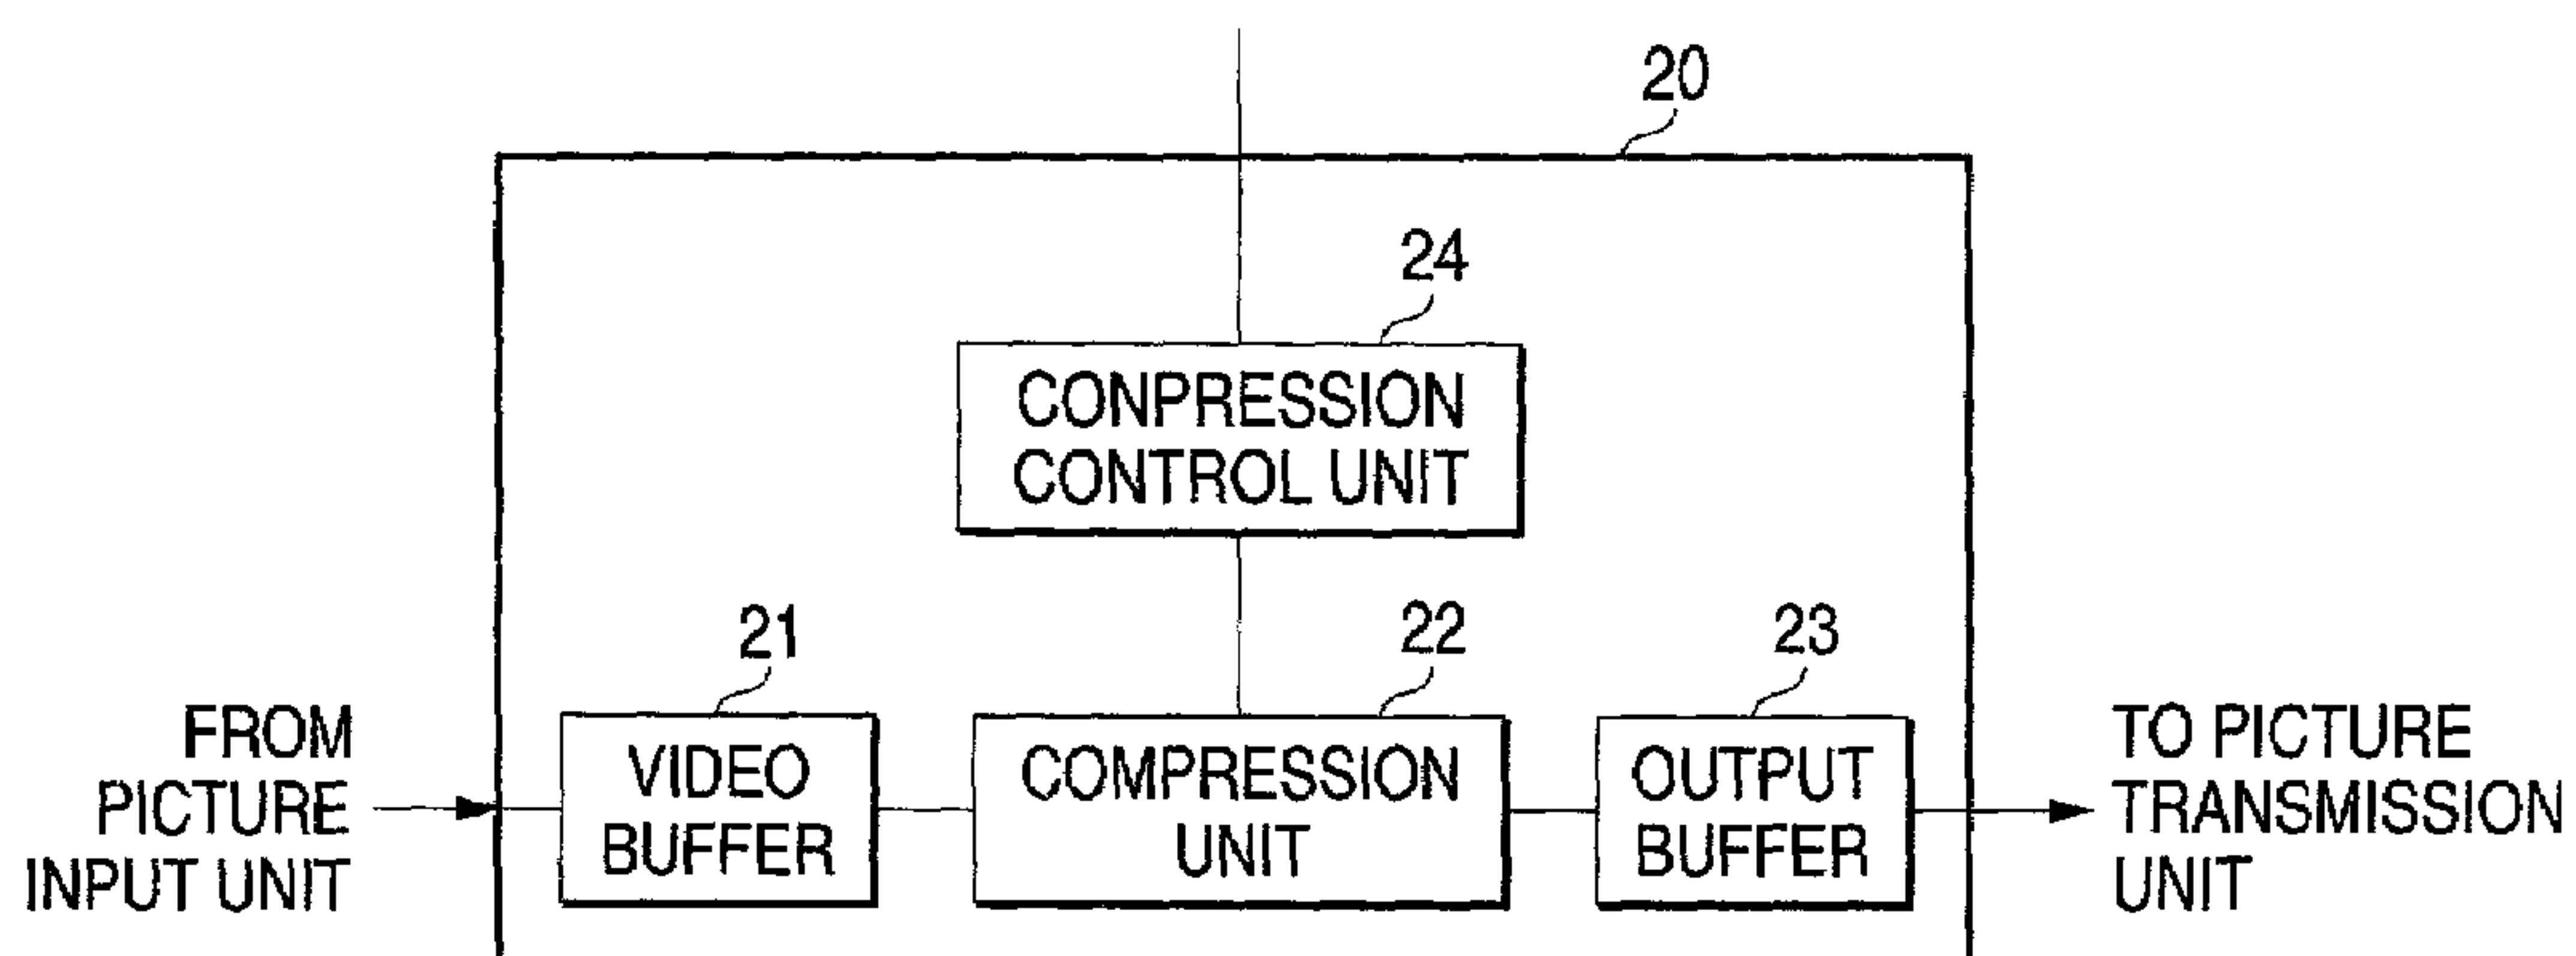 20
24
CONPRESSION
CONTROL UNIT
21
22
23
FROM
PICTURE
INPUT UNIT
VIDEO
BUFFER
COMPRESSION
UNIT
OUTPUT
BUFFER
TO PICTURE
TRANSMISSION
UNIT